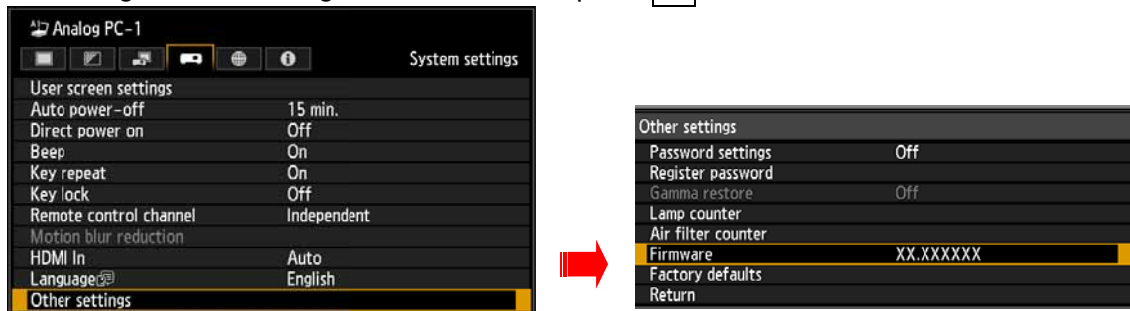 Analog PC-1
System settings
User screen settings
Auto power-off 15 min.
Direct power on Off
Beep On
Key repeat On
Key lock Off
Remote control channel Independent
Motion blur reduction
HDMI In Auto
Language English
Other settings
Other settings
Password settings Off
Register password
Gamma restore Off
Lamp counter
Air filter counter
Firmware XX.XXXXXX
Factory defaults
Return